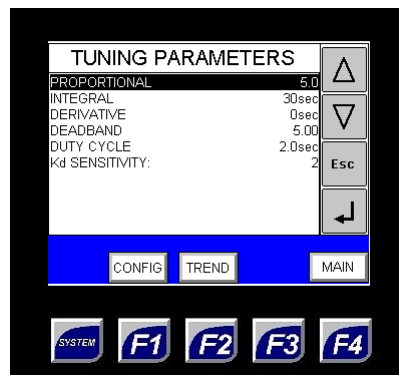 TUNING PARAMETERS
PROPORTIONAL 5.0
INTEGRAL 30sec
DERIVATIVE 0sec
DEADBAND 5.00
DUTY CYCLE 2.0sec
Kd SENSITIVITY: 2
Esc
CONFIG TREND MAIN
SYSTEM F1 F2 F3 F4